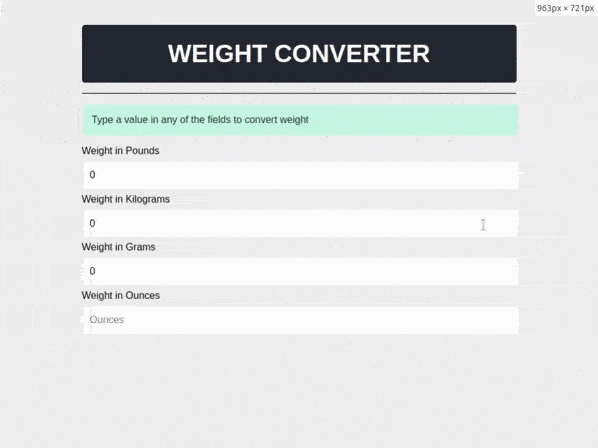 963px × 721px
WEIGHT CONVERTER
Type a value in any of the fields to convert weight
Weight in Pounds
0
Weight in Kilograms
0
Weight in Grams
0
Weight in Ounces
Ounces